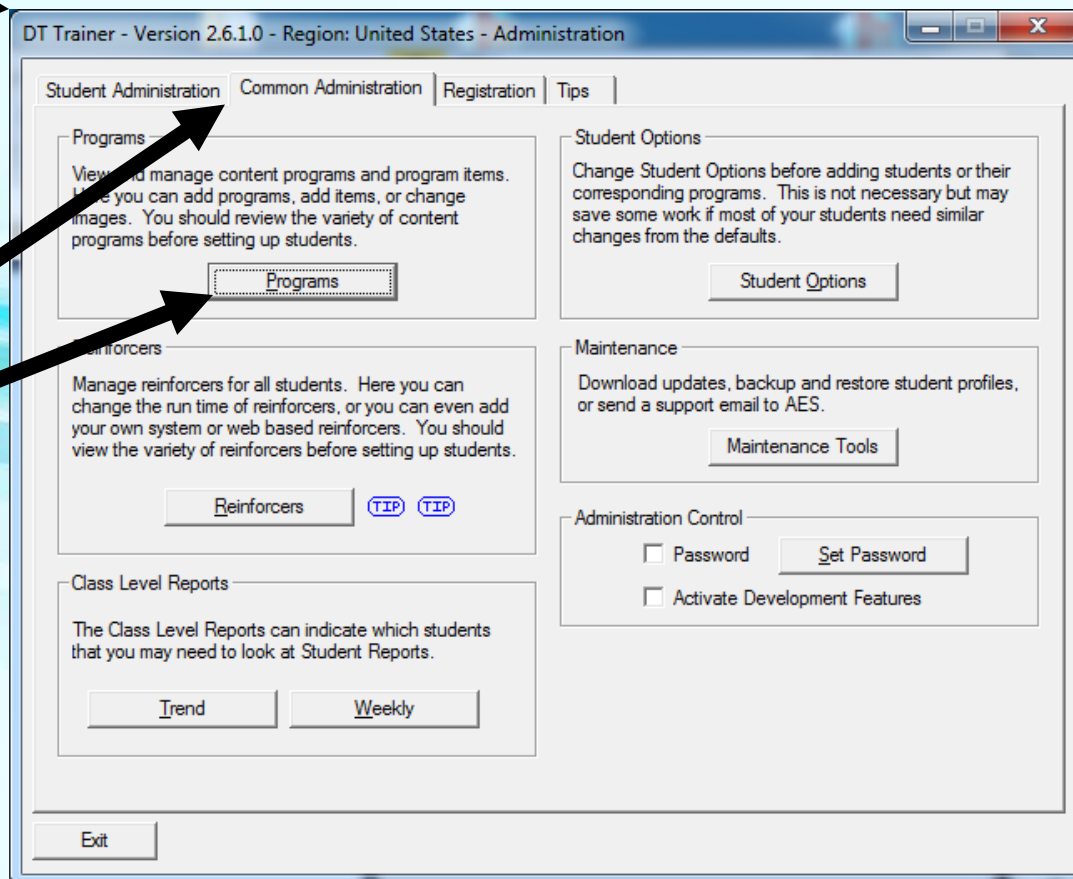 DT Trainer - Version 2.6.1.0 - Region: United States - Administration
Student Administration
Common Administration
Registration
Tips
Programs
View and manage content programs and program items.
Here you can add programs, add items, or change
images. You should review the variety of content
programs before setting up students.
Programs
Reinforcers
Manage reinforcers for all students. Here you can
change the run time of reinforcers, or you can even add
your own system or web based reinforcers. You should
view the variety of reinforcers before setting up students.
Reinforcers
TIP TIP
Class Level Reports
The Class Level Reports can indicate which students
that you may need to look at Student Reports.
Trend
Weekly
Student Options
Change Student Options before adding students or their
corresponding programs. This is not necessary but may
save some work if most of your students need similar
changes from the defaults.
Student Options
Maintenance
Download updates, backup and restore student profiles,
or send a support email to AES.
Maintenance Tools
Administration Control
Password
Set Password
Activate Development Features
Exit